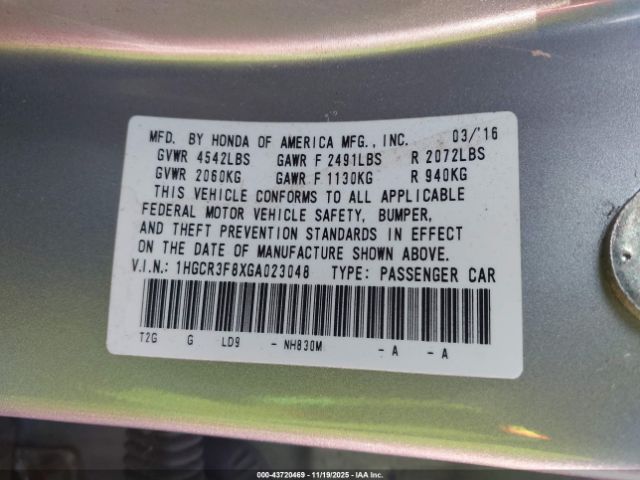 MFD. BY HONDA OF AMERICA MFG., INC. 03/'16
GVWR 4542LBS GAWR F 2491LBS R 2072LBS
GVWR 2060KG GAWR F 1130KG R 940KG
THIS VEHICLE CONFORMS TO ALL APPLICABLE
FEDERAL MOTOR VEHICLE SAFETY, BUMPER,
AND THEFT PREVENTION STANDARDS IN EFFECT
ON THE DATE OF MANUFACTURE SHOWN ABOVE.
V.I.N.: 1HGCR3F8XGA023048 TYPE: PASSENGER CAR
T2G G LD9 - NH830M - A - A
000-43720469 | 11/19/2025 | IAAI.com